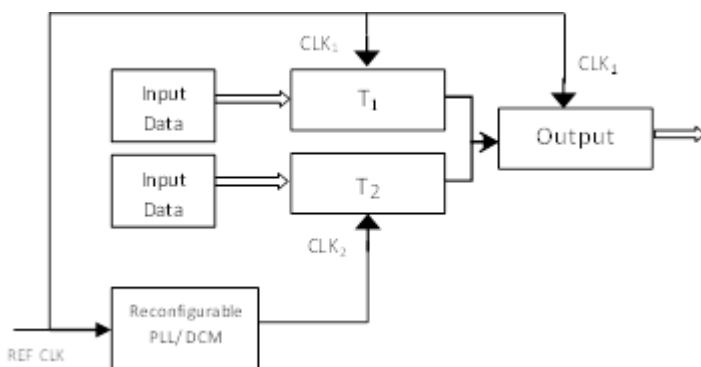 CLK₁
CLK₁
Input
Data
T₁
Output
Input
Data
T₂
CLK₂
Reconfigurable
PLL/DCM
REF CLK